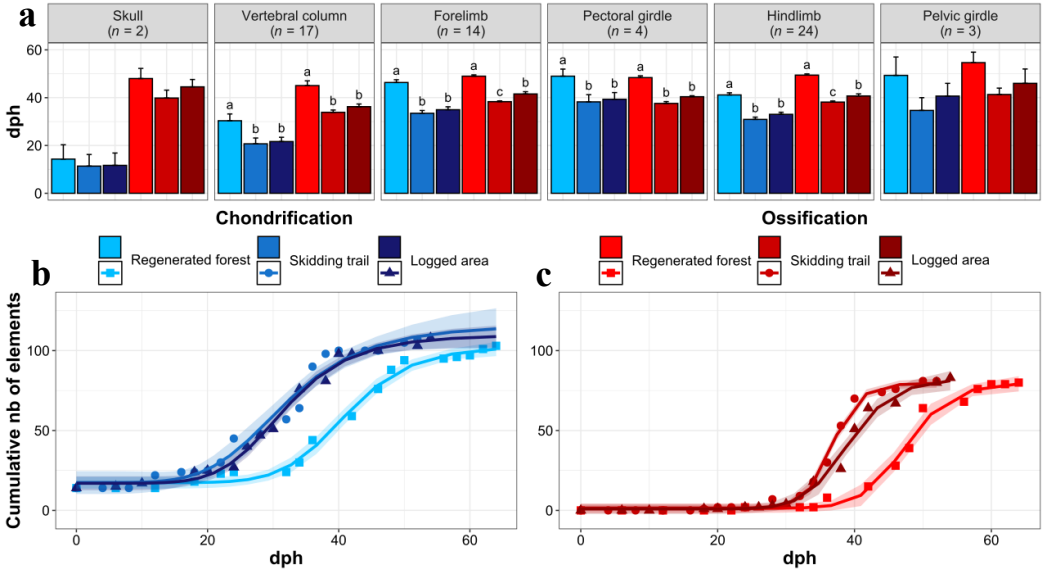 a
Skull
(n = 2)
Vertebral column
(n = 17)
Forelimb
(n = 14)
Pectoral girdle
(n = 4)
Hindlimb
(n = 24)
Pelvic girdle
(n = 3)
60
40
20
0
dph
a b b a b b
a b b a c b
a b b a b b
a b b a c b
Chondrification
Regenerated forest Skidding trail Logged area
Ossification
Regenerated forest Skidding trail Logged area
b
Cumulative nb of elements
100
50
0
0 20 40 60
dph
c
100
50
0
0 20 40 60
dph